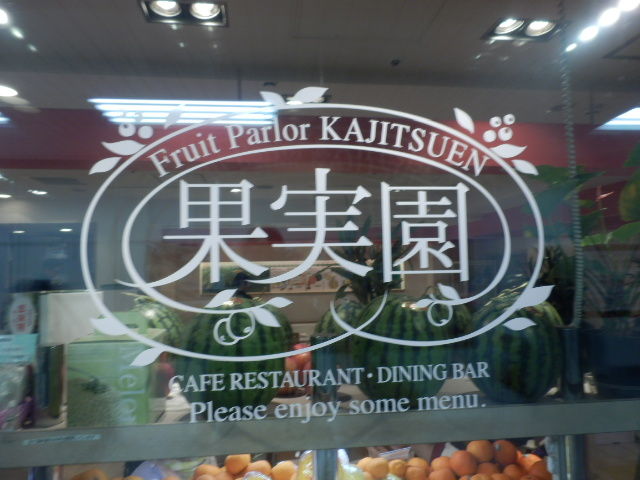 Fruit Parlor KAJITSUEN
果実園
CAFE RESTAURANT・DINING BAR
Please enjoy some menu.